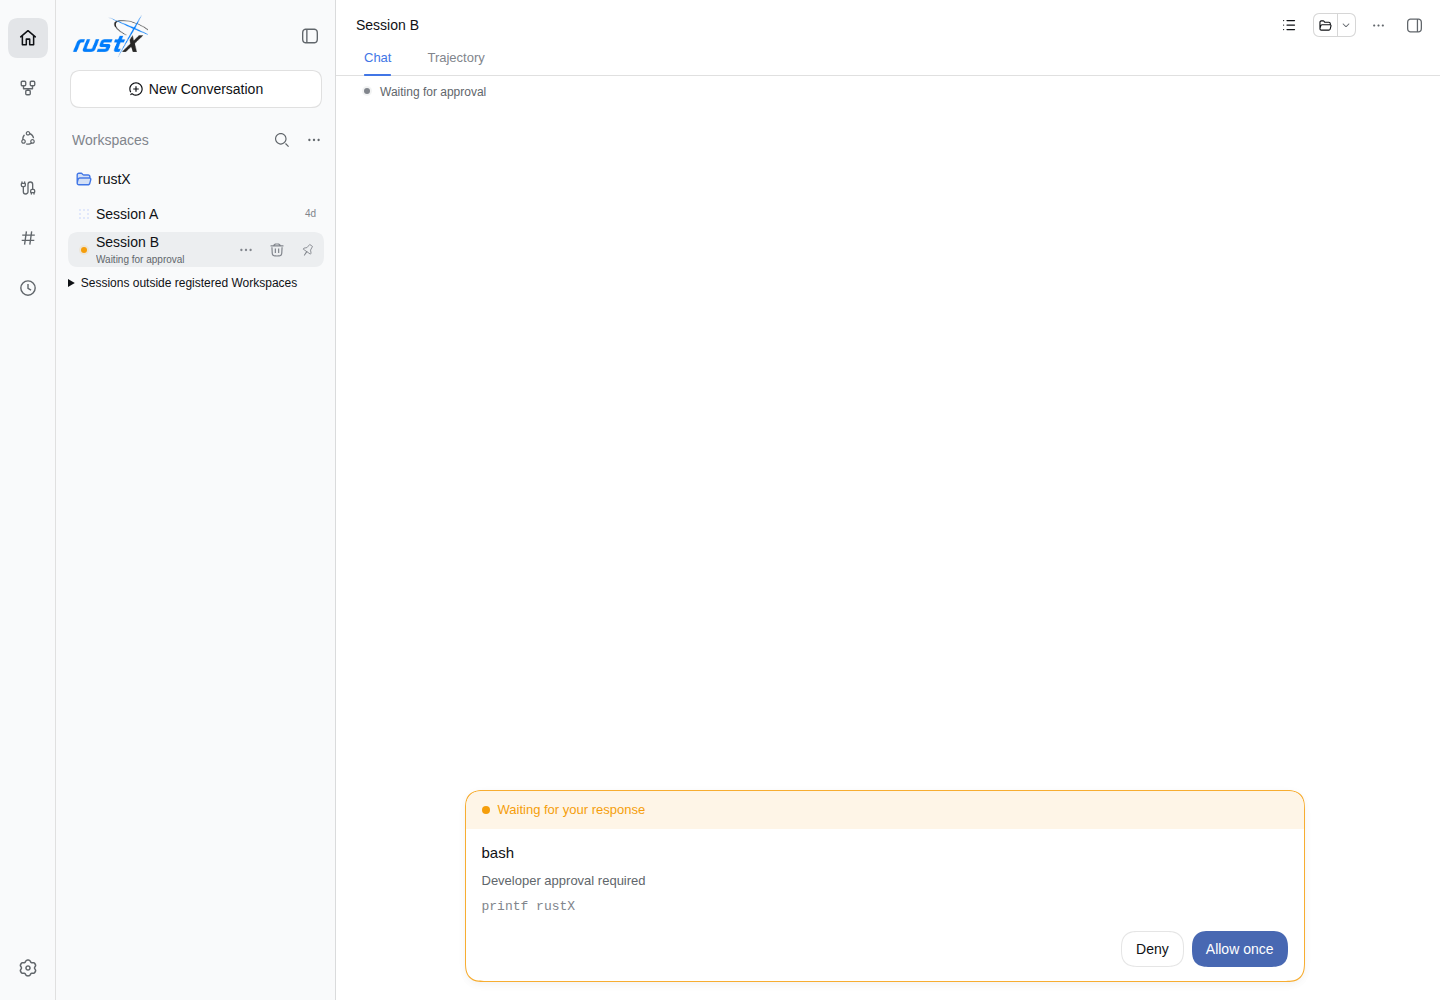 rustX
New Conversation
Workspaces
rustX
Session A
4d
Session B
Waiting for approval
Sessions outside registered Workspaces
Session B
Chat
Trajectory
Waiting for approval
Waiting for your response
bash
Developer approval required
printf rustX
Deny
Allow once